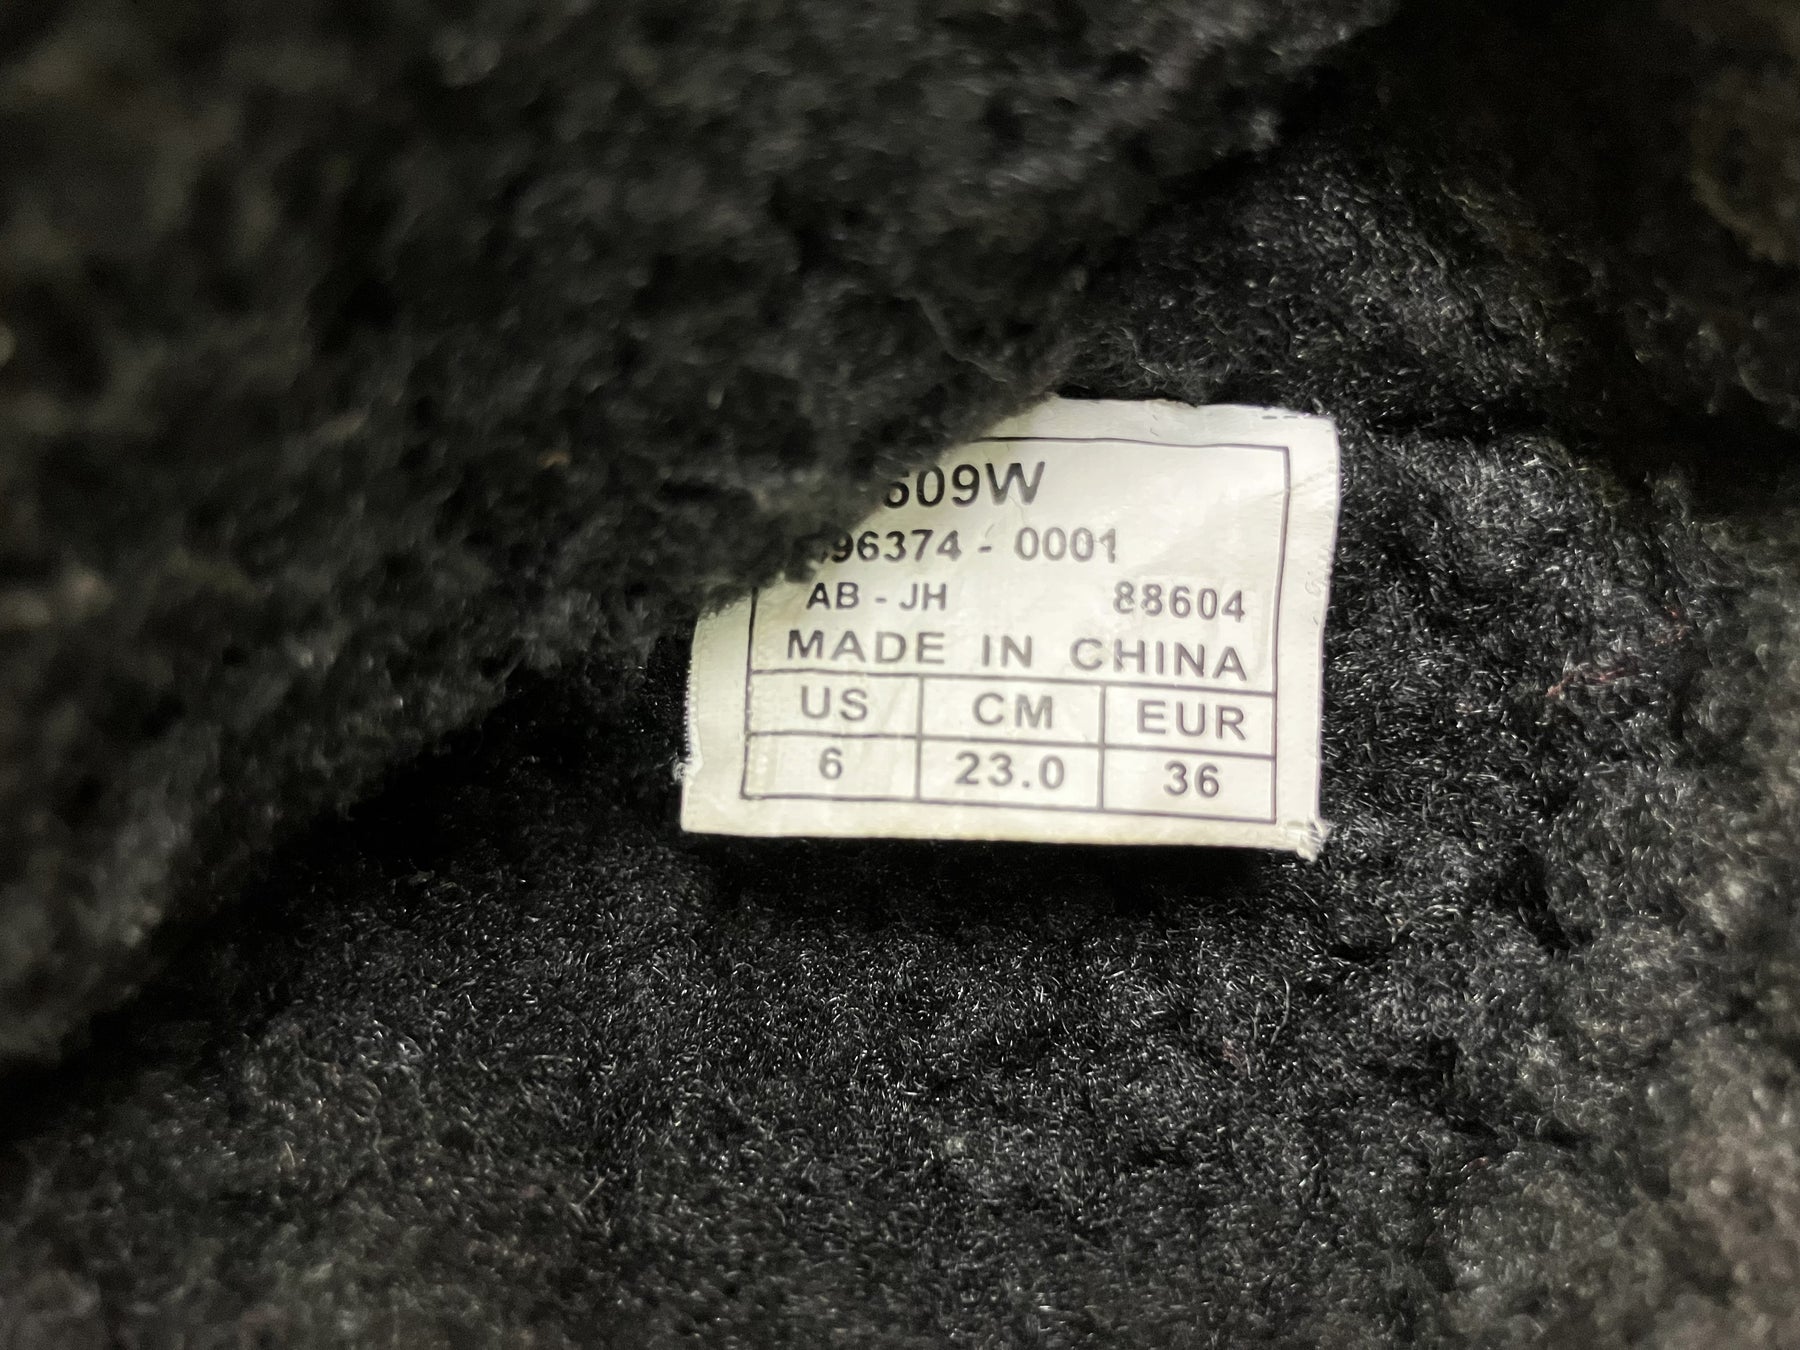 609W
96374 - 0001
AB - JH 88604
MADE IN CHINA
US CM EUR
6 23.0 36